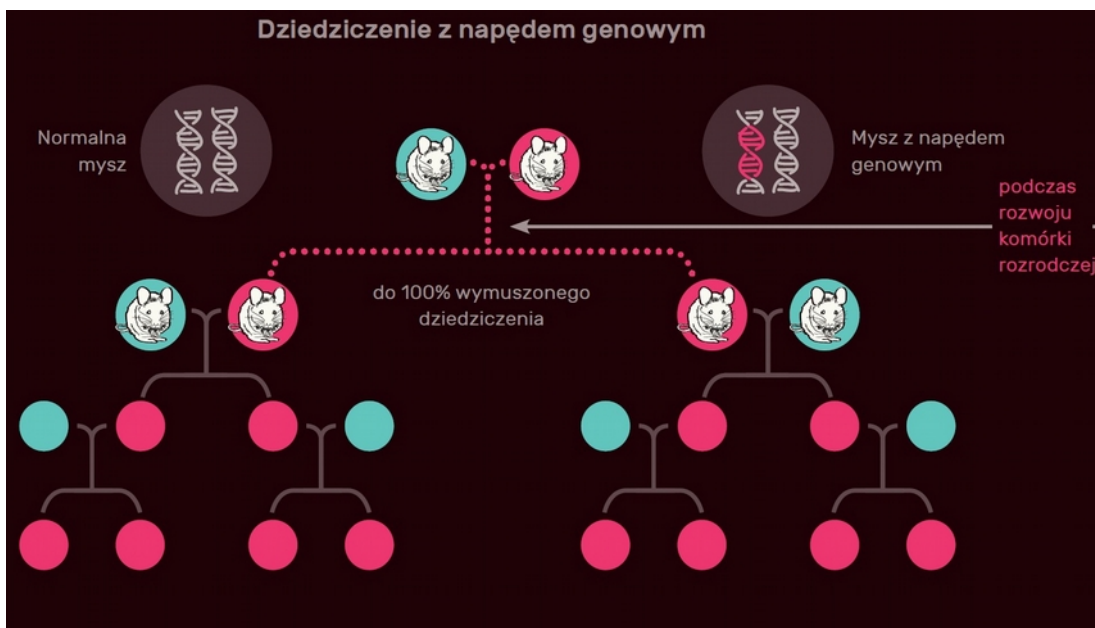 Dziedziczenie z napędem genowym
Normalna
mysz
Mysz z napędem
genowym
podczas
rozwoju
komórki
rozrodczej
do 100% wymuszonego
dziedziczenia